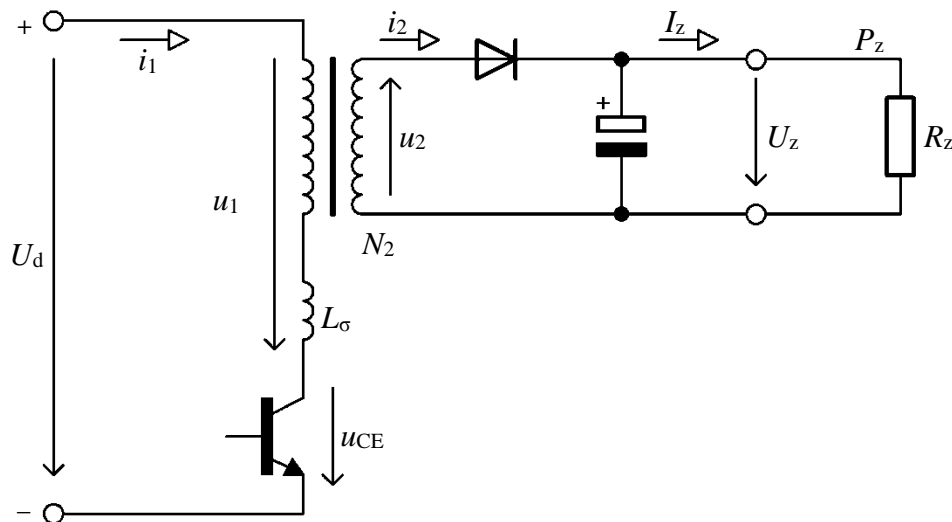 +
i1
i2
Iz
Pz
+
u1
u2
Uz
Rz
Ud
N2
Lσ
uCE
−